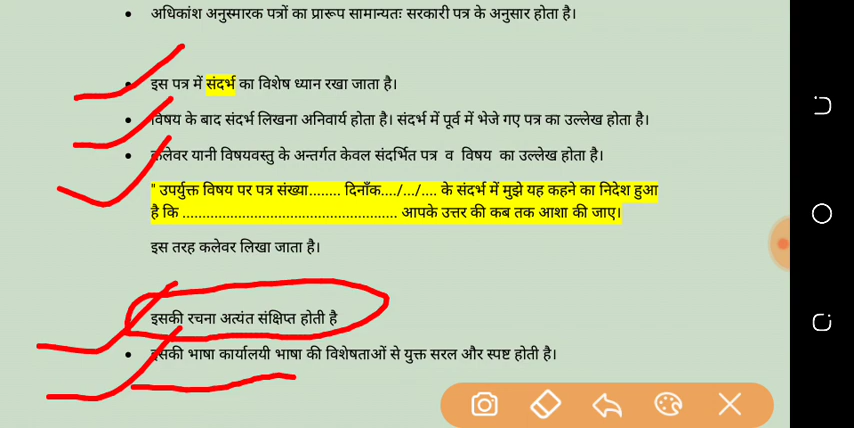 अधिकांश अनुस्मारक पत्रों का प्रारूप सामान्यतः सरकारी पत्र के अनुसार होता है।
इस पत्र में संदर्भ का विशेष ध्यान रखा जाता है।
विषय के बाद संदर्भ लिखना अनिवार्य होता है। संदर्भ में पूर्व में भेजे गए पत्र का उल्लेख होता है।
कलेवर यानी विषयवस्तु के अन्तर्गत केवल संदर्भित पत्र व विषय का उल्लेख होता है।
" उपर्युक्त विषय पर पत्र संख्या........ दिनाँक..../.../.... के संदर्भ में मुझे यह कहने का निदेश हुआ
है कि ...................................................... आपके उत्तर की कब तक आशा की जाए।
इस तरह कलेवर लिखा जाता है।
इसकी रचना अत्यंत संक्षिप्त होती है
इसकी भाषा कार्यालयी भाषा की विशेषताओं से युक्त सरल और स्पष्ट होती है।